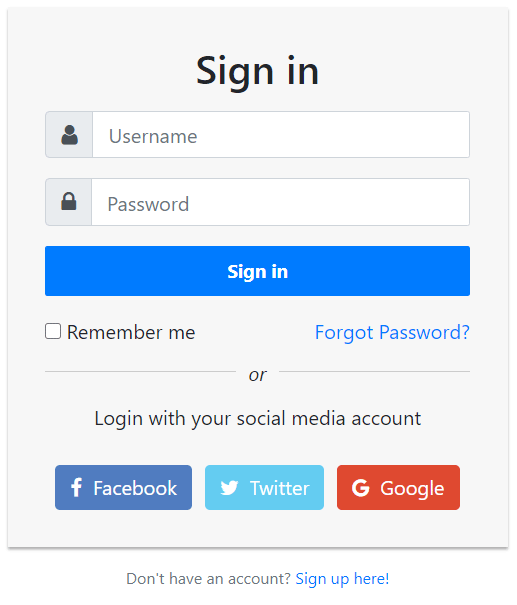 Sign in
Username
Password
Sign in
Remember me Forgot Password?
or
Login with your social media account
Facebook Twitter Google
Don't have an account? Sign up here!